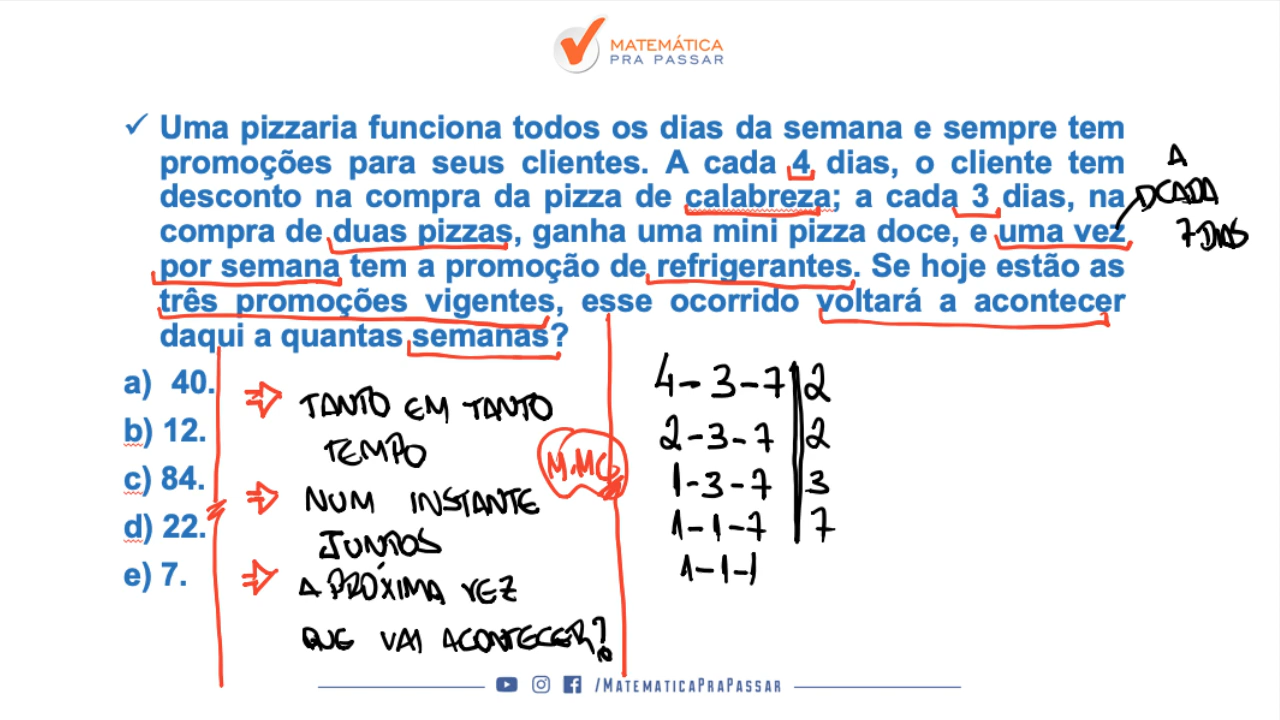 MATEMÁTICA
PRA PASSAR
✓ Uma pizzaria funciona todos os dias da semana e sempre tem
promoções para seus clientes. A cada 4 dias, o cliente tem
desconto na compra da pizza de calabreza; a cada 3 dias, na
compra de duas pizzas, ganha uma mini pizza doce, e uma vez
por semana tem a promoção de refrigerantes. Se hoje estão as
três promoções vigentes, esse ocorrido voltará a acontecer
daqui a quantas semanas?
A
CADA
7 DIAS
a) 40.
b) 12.
c) 84.
d) 22.
e) 7.
⇒ TANTO EM TANTO
TEMPO
⇒ NUM INSTANTE
JUNTOS
⇒ A PRÓXIMA VEZ
QUE VAI ACONTECER?
M.MC
4-3-7|2
2-3-7|2
1-3-7|3
1-1-7|7
1-1-1
/MATEMATICAPRAPASSAR